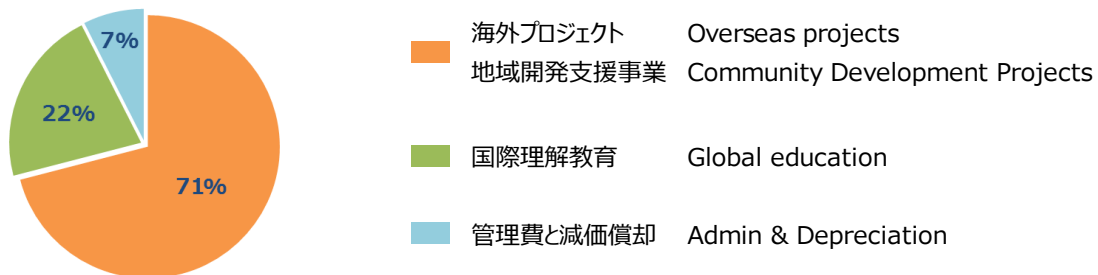 7%
22%
71%
海外プロジェクト Overseas projects
地域開発支援事業 Community Development Projects
国際理解教育 Global education
管理費と減価償却 Admin & Depreciation